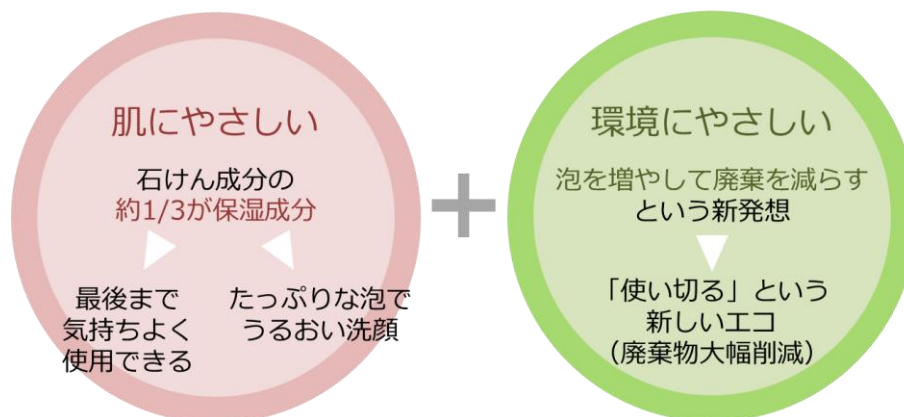 肌にやさしい
石けん成分の
約1/3が保湿成分
最後まで
気持ちよく
使用できる
たっぷりな泡で
うるおい洗顔
+
環境にやさしい
泡を増やして廃棄を減らす
という新発想
「使い切る」という
新しいエコ
（廃棄物大幅削減）